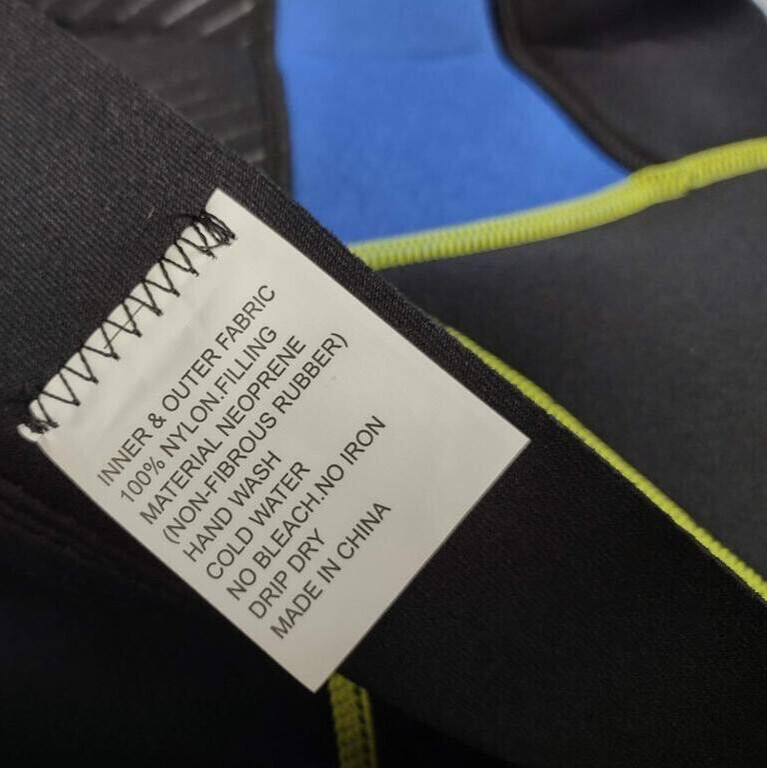 INNER & OUTER FABRIC
100% NYLON.FILLING
MATERIAL NEOPRENE
(NON-FIBROUS RUBBER)
HAND WASH
COLD WATER
NO BLEACH.NO IRON
DRIP DRY
MADE IN CHINA